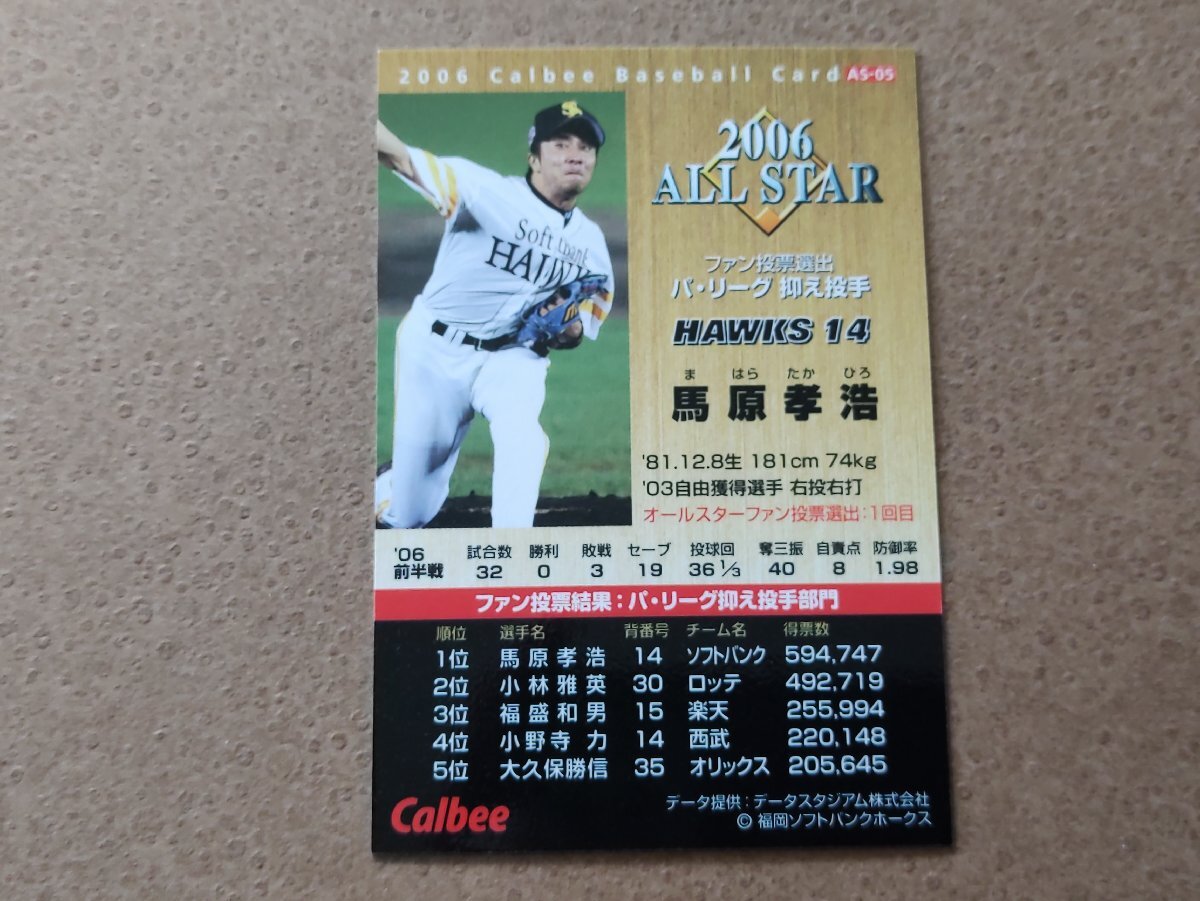 2006 Calbee Baseball Card AS-05
2006
ALL STAR
ファン投票選出
パ・リーグ 抑え投手
HAWKS 14
ま はら たか ひろ
馬原孝浩
'81.12.8生 181cm 74kg
'03自由獲得選手 右投右打
オールスターファン投票選出:1回目
SoftBank
HAWKS
'06 試合数 勝利 敗戦 セーブ 投球回 奪三振 自責点 防御率
前半戦 32 0 3 19 36 1/3 40 8 1.98
ファン投票結果:パ・リーグ抑え投手部門
順位 選手名 背番号 チーム名 得票数
1位 馬原孝浩 14 ソフトバンク 594,747
2位 小林雅英 30 ロッテ 492,719
3位 福盛和男 15 楽天 255,994
4位 小野寺 力 14 西武 220,148
5位 大久保勝信 35 オリックス 205,645
Calbee
データ提供:データスタジアム株式会社
© 福岡ソフトバンクホークス